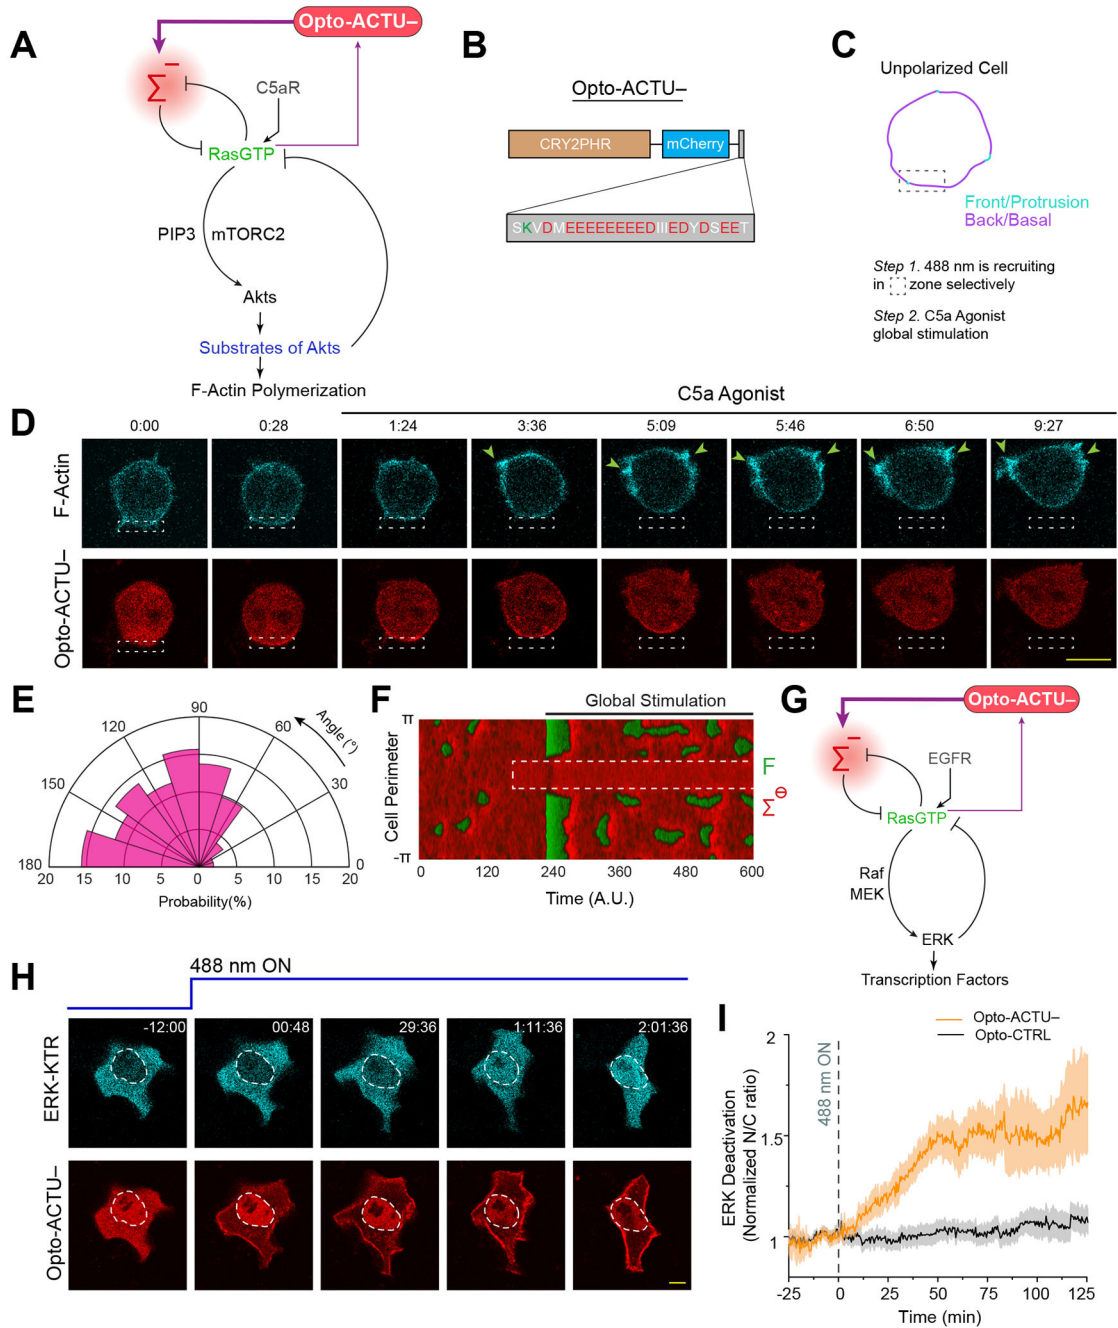 A
Opto-ACTU–
Σ–
C5aR
RasGTP
PIP3
mTORC2
Akts
Substrates of Akts
F-Actin Polymerization
B
Opto-ACTU–
CRY2PHR
mCherry
SKVDMEEEEEEEEDIIEDYDSEET
C
Unpolarized Cell
Front/Protrusion
Back/Basal
Step 1. 488 nm is recruiting
in zone selectively
Step 2. C5a Agonist
global stimulation
D
C5a Agonist
0:00 0:28 1:24 3:36 5:09 5:46 6:50 9:27
F-Actin
Opto-ACTU–
E
90
120 60 Angle (°)
150 30
180 0
20 15 10 5 0 5 10 15 20
Probability(%)
F
Global Stimulation
π
Cell Perimeter
-π
F
Σ⊖
0 120 240 360 480 600
Time (A.U.)
G
Opto-ACTU–
Σ–
EGFR
RasGTP
Raf
MEK
ERK
Transcription Factors
H
488 nm ON
-12:00 00:48 29:36 1:11:36 2:01:36
ERK-KTR
Opto-ACTU–
I
Opto-ACTU–
Opto-CTRL
488 nm ON
ERK Deactivation
(Normalized N/C ratio)
2
1.5
1
-25 0 25 50 75 100 125
Time (min)